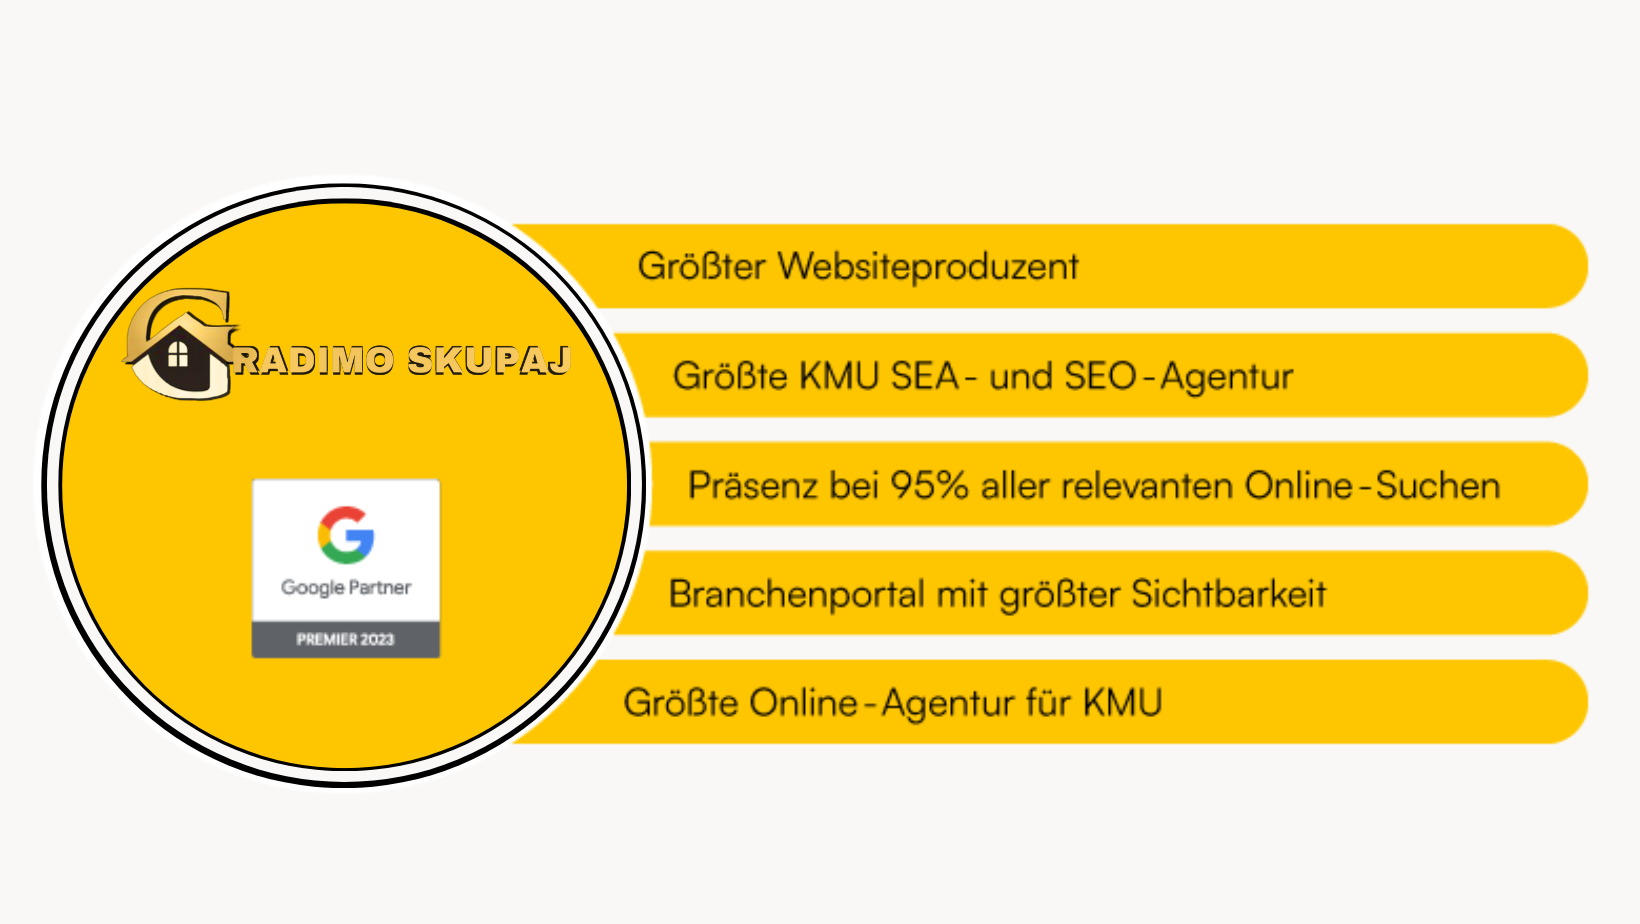 GRADIMO SKUPAJ
Google Partner
PREMIER 2023
Größter Websiteproduzent
Größte KMU SEA- und SEO-Agentur
Präsenz bei 95% aller relevanten Online-Suchen
Branchenportal mit größter Sichtbarkeit
Größte Online-Agentur für KMU